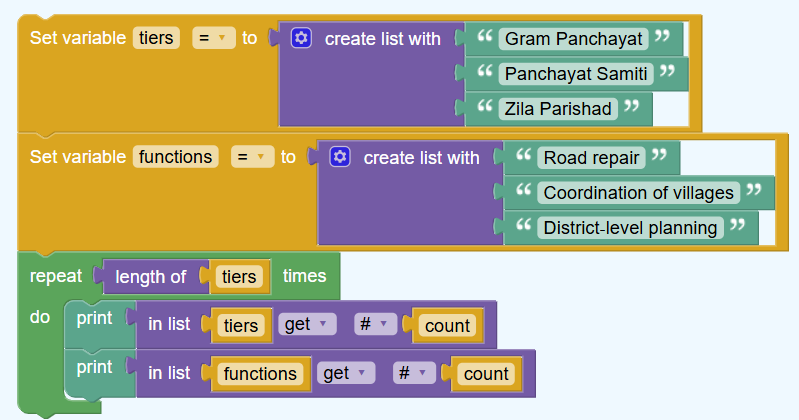 Set variable tiers = to create list with “ Gram Panchayat ”
“ Panchayat Samiti ”
“ Zila Parishad ”
Set variable functions = to create list with “ Road repair ”
“ Coordination of villages ”
“ District-level planning ”
repeat length of tiers times
do print in list tiers get # count
print in list functions get # count